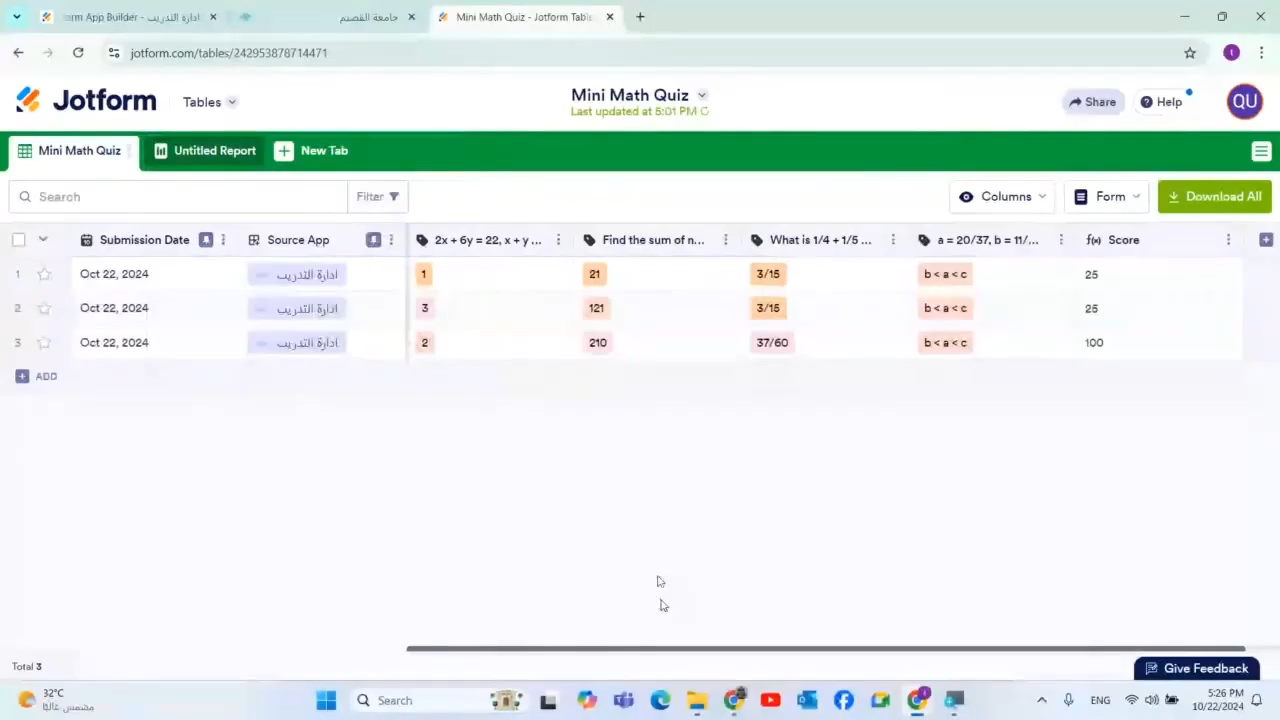 orm App Builder - ادارة التدريب
جامعة القصيم
Mini Math Quiz - Jotform Table
jotform.com/tables/242953878714471
Jotform
Tables
Mini Math Quiz
Last updated at 5:01 PM
Share
Help
QU
Mini Math Quiz
Untitled Report
New Tab
Search
Filter
Columns
Form
Download All
Submission Date Source App 2x + 6y = 22, x + y ... Find the sum of n... What is 1/4 + 1/5 ... a = 20/37, b = 11/... f(x) Score
1 Oct 22, 2024 ادارة التدريب 1 21 3/15 b < a < c 25
2 Oct 22, 2024 ادارة التدريب 3 121 3/15 b < a < c 25
3 Oct 22, 2024 ادارة التدريب 2 210 37/60 b < a < c 100
ADD
Total 3
Give Feedback
32°C
مشمس غالبًا
Search
ENG
5:26 PM
10/22/2024